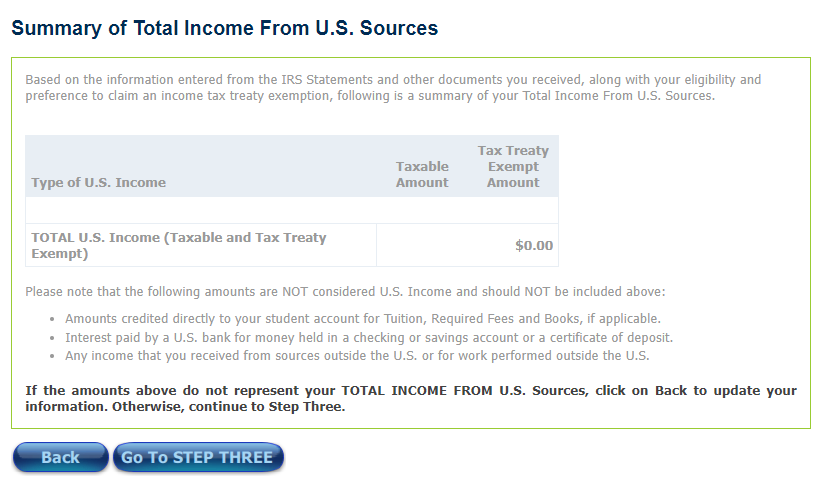 Summary of Total Income From U.S. Sources
Based on the information entered from the IRS Statements and other documents you received, along with your eligibility and
preference to claim an income tax treaty exemption, following is a summary of your Total Income From U.S. Sources.
Type of U.S. Income
Taxable
Amount
Tax Treaty
Exempt
Amount
TOTAL U.S. Income (Taxable and Tax Treaty
Exempt)
$0.00
Please note that the following amounts are NOT considered U.S. Income and should NOT be included above:
• Amounts credited directly to your student account for Tuition, Required Fees and Books, if applicable.
• Interest paid by a U.S. bank for money held in a checking or savings account or a certificate of deposit.
• Any income that you received from sources outside the U.S. or for work performed outside the U.S.
If the amounts above do not represent your TOTAL INCOME FROM U.S. Sources, click on Back to update your
information. Otherwise, continue to Step Three.
Back
Go To STEP THREE